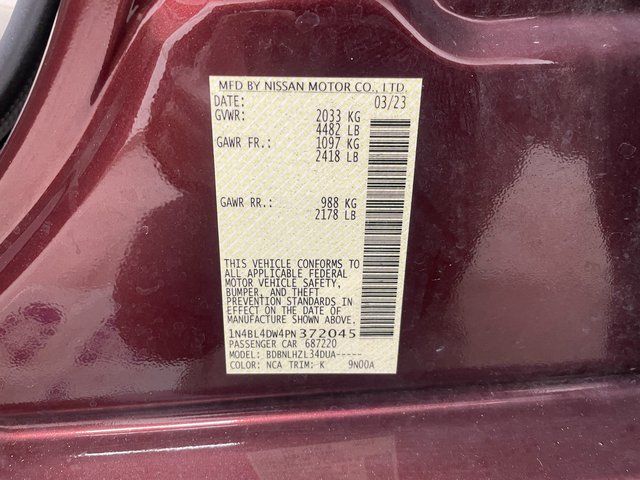 MFD BY NISSAN MOTOR CO., LTD.
DATE: 03/23
GVWR: 2033 KG
4482 LB
GAWR FR.: 1097 KG
2418 LB
GAWR RR.: 988 KG
2178 LB
THIS VEHICLE CONFORMS TO
ALL APPLICABLE FEDERAL
MOTOR VEHICLE SAFETY,
BUMPER, AND THEFT
PREVENTION STANDARDS IN
EFFECT ON THE DATE OF
MANUFACTURE SHOWN ABOVE.
1N4BL4DW4PN372045
PASSENGER CAR 687220
MODEL: BDBNLHZL34DUA-----
COLOR: NCA TRIM: K 9N00A